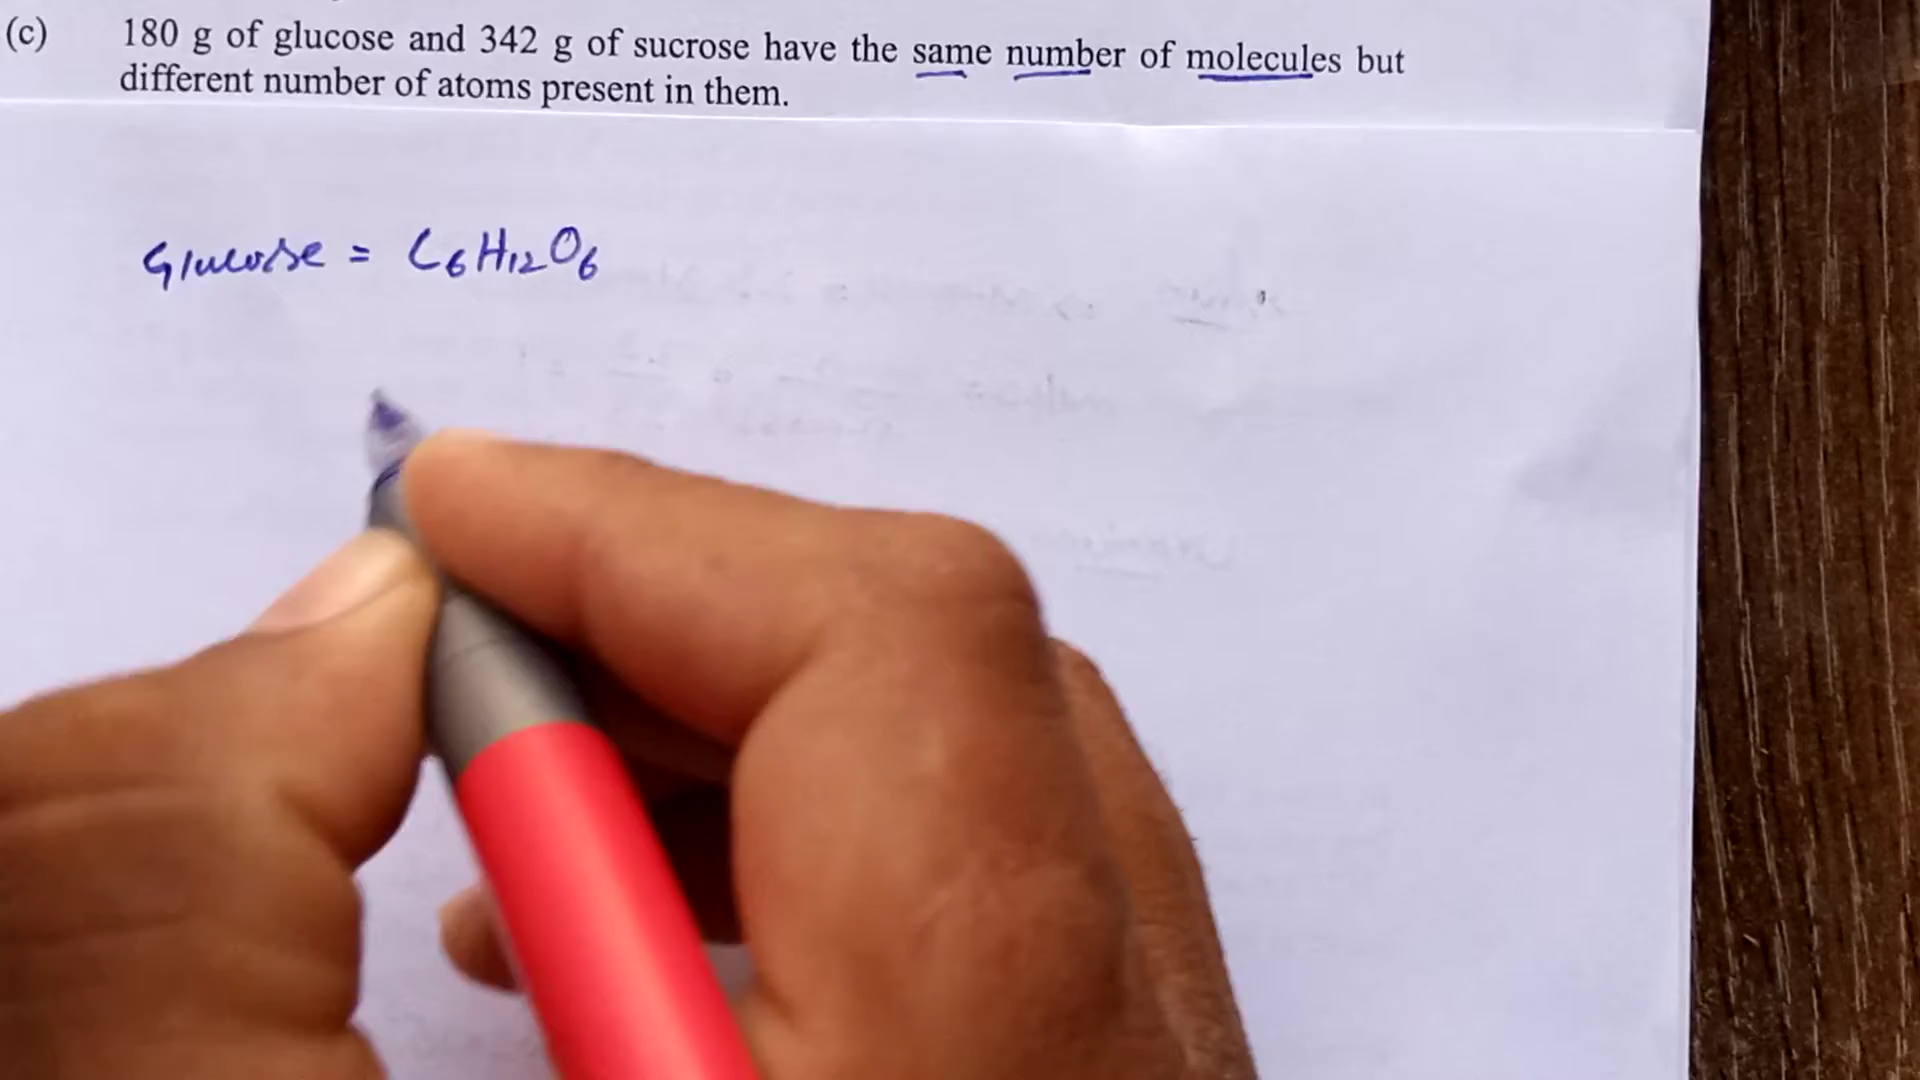 (c) 180 g of glucose and 342 g of sucrose have the same number of molecules but
different number of atoms present in them.
Glucose = C6H12O6